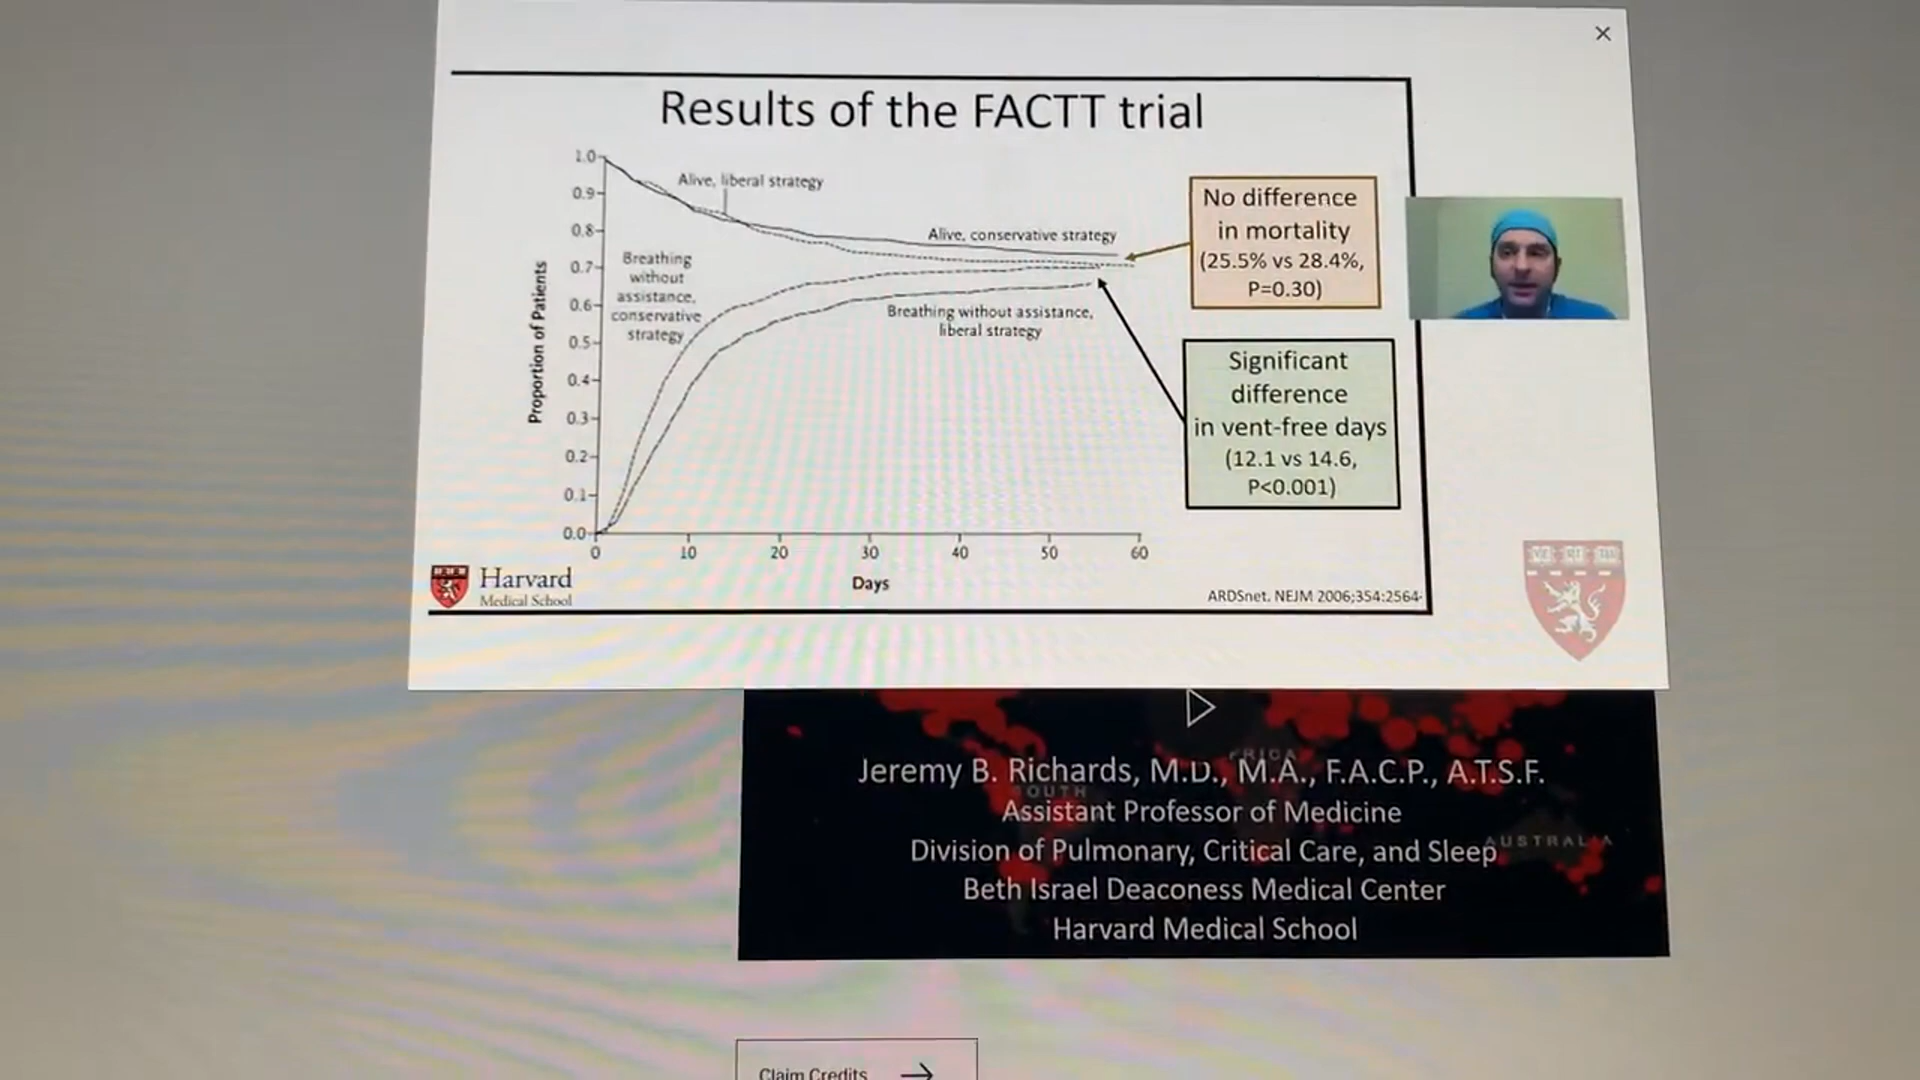 Results of the FACTT trial
1.0
0.9
0.8
0.7
0.6
0.5
0.4
0.3
0.2
0.1
0.0
Proportion of Patients
Alive, liberal strategy
Alive, conservative strategy
Breathing
without
assistance,
conservative
strategy
Breathing without assistance,
liberal strategy
0 10 20 30 40 50 60
Days
No difference
in mortality
(25.5% vs 28.4%,
P=0.30)
Significant
difference
in vent-free days
(12.1 vs 14.6,
P<0.001)
Harvard
Medical School
ARDSnet. NEJM 2006;354:2564-
VE RI TAS
Jeremy B. Richards, M.D., M.A., F.A.C.P., A.T.S.F.
OUTH
Assistant Professor of Medicine
AUSTRALIA
Division of Pulmonary, Critical Care, and Sleep
Beth Israel Deaconess Medical Center
Harvard Medical School
Claim Credits